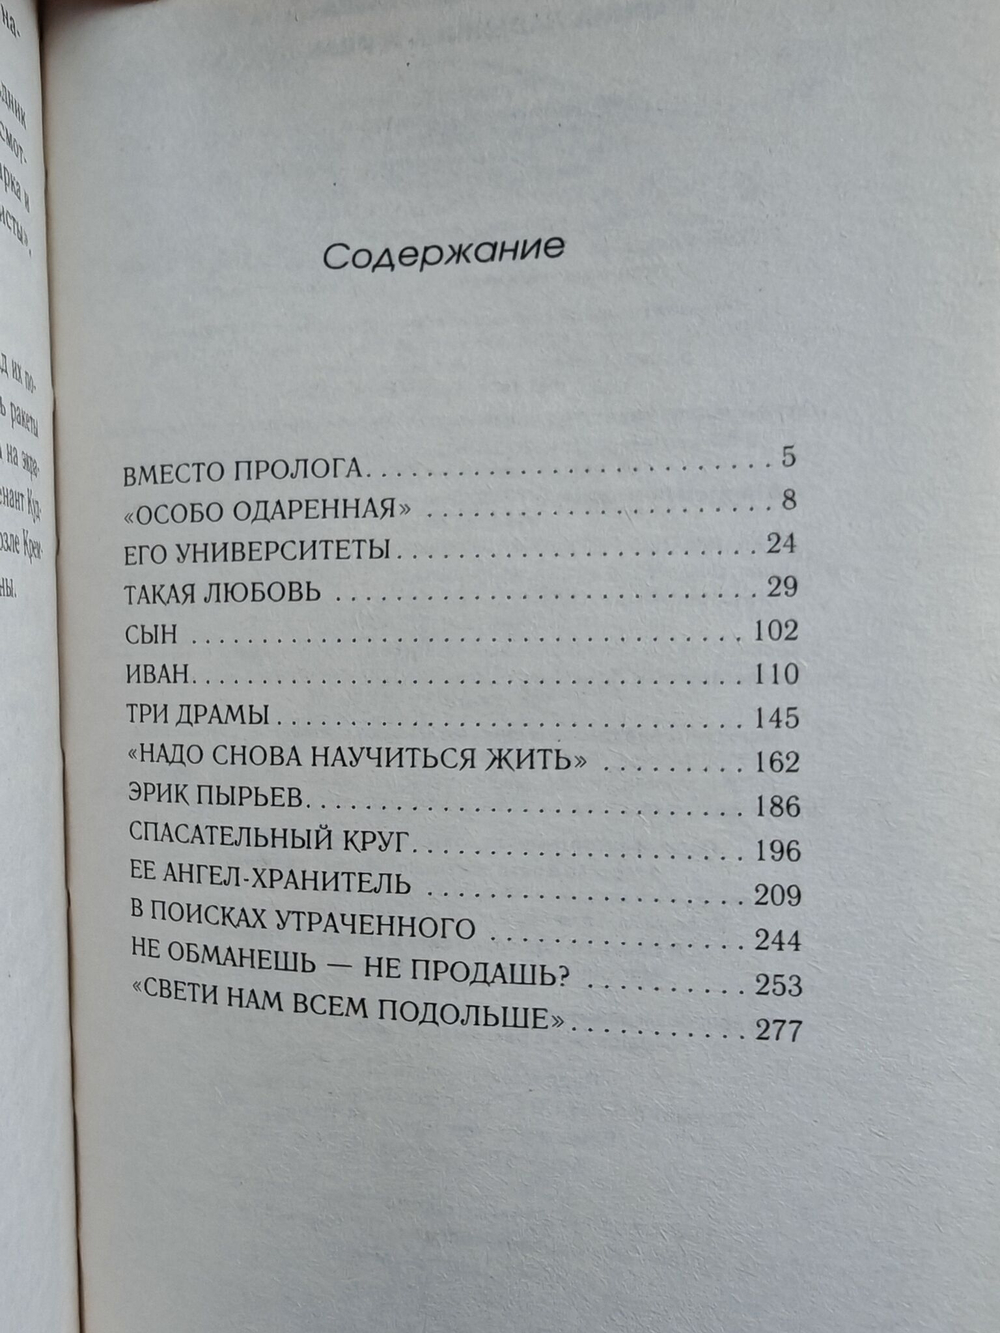 на-
Содержание
ВМЕСТО ПРОЛОГА. . . . . . . . . . . . . . . . . . . . . . . . 5
«ОСОБО ОДАРЕННАЯ» . . . . . . . . . . . . . . . . . . . . . 8
ЕГО УНИВЕРСИТЕТЫ. . . . . . . . . . . . . . . . . . . . . . 24
ТАКАЯ ЛЮБОВЬ . . . . . . . . . . . . . . . . . . . . . . . . . 29
СЫН . . . . . . . . . . . . . . . . . . . . . . . . . . . . . . . . . 102
ИВАН. . . . . . . . . . . . . . . . . . . . . . . . . . . . . . . . . 110
ТРИ ДРАМЫ . . . . . . . . . . . . . . . . . . . . . . . . . . . . 145
«НАДО СНОВА НАУЧИТЬСЯ ЖИТЬ» . . . . . . . . . 162
ЭРИК ПЫРЬЕВ. . . . . . . . . . . . . . . . . . . . . . . . . . 186
СПАСАТЕЛЬНЫЙ КРУГ. . . . . . . . . . . . . . . . . . . . 196
ЕЕ АНГЕЛ-ХРАНИТЕЛЬ . . . . . . . . . . . . . . . . . . . 209
В ПОИСКАХ УТРАЧЕННОГО . . . . . . . . . . . . . . . 244
НЕ ОБМАНЕШЬ — НЕ ПРОДАШЬ? . . . . . . . . . . 253
«СВЕТИ НАМ ВСЕМ ПОДОЛЬШЕ» . . . . . . . . . . . 277